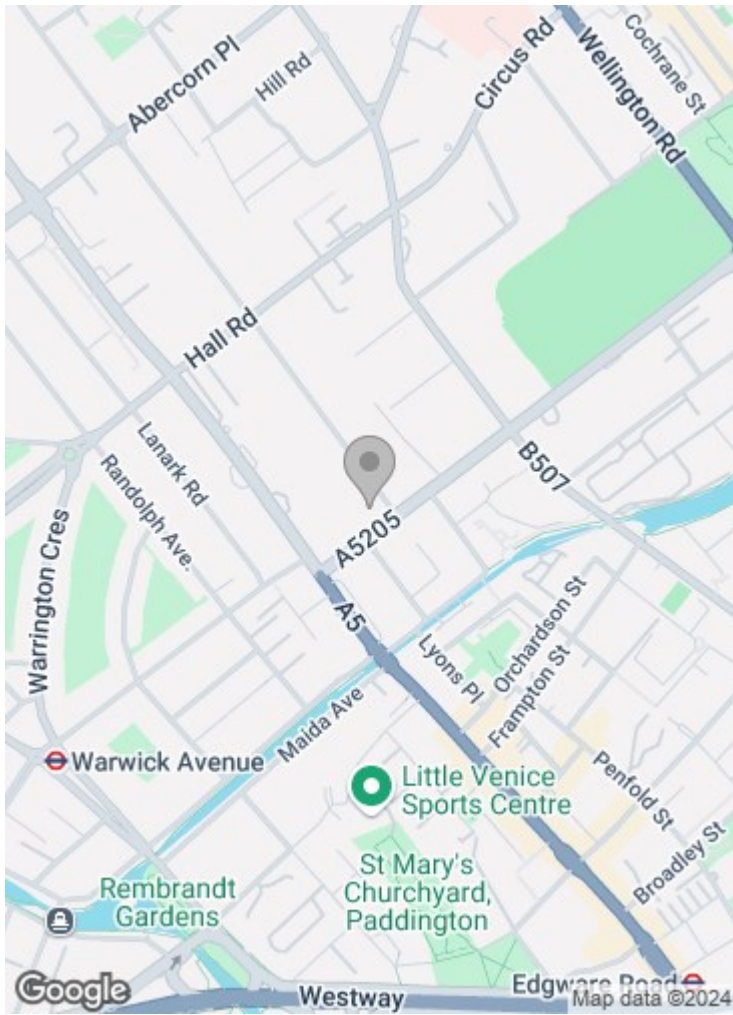 Abercorn Pl
Hill Rd
Circus Rd
Cochrane St
Wellington Rd
Hall Rd
Lanark Rd
Randolph Ave.
B507
A5205
Warrington Cres
A5
Orchardson St
Lyons Pl
Frampton St
Maida Ave
Warwick Avenue
Little Venice
Sports Centre
Penfold St
Broadley St
St Mary's
Churchyard,
Paddington
Rembrandt
Gardens
Edgware Road
Westway
Google
Map data ©2024